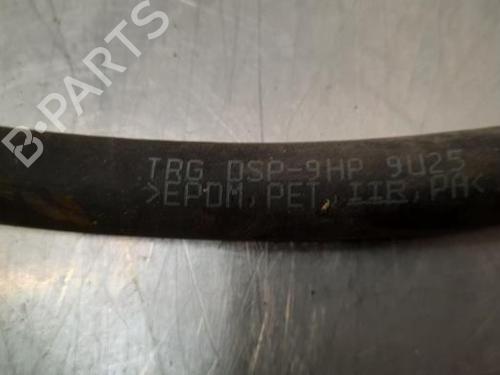 B-PARTS
TRG DSP-9HP 9U25
>EPDM, PET, IIR, PA<